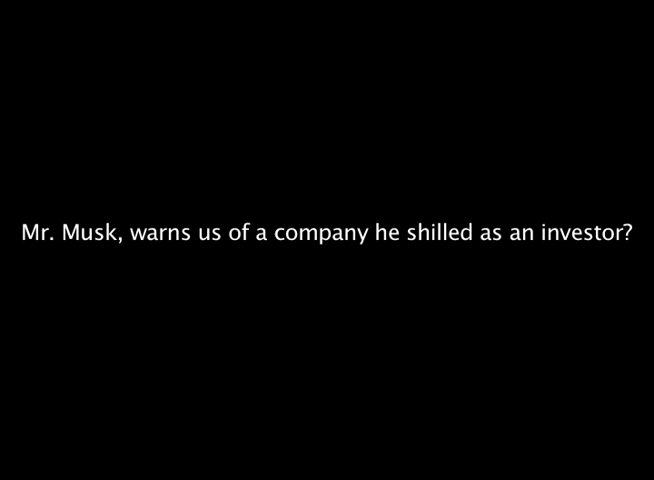 Mr. Musk, warns us of a company he shilled as an investor?